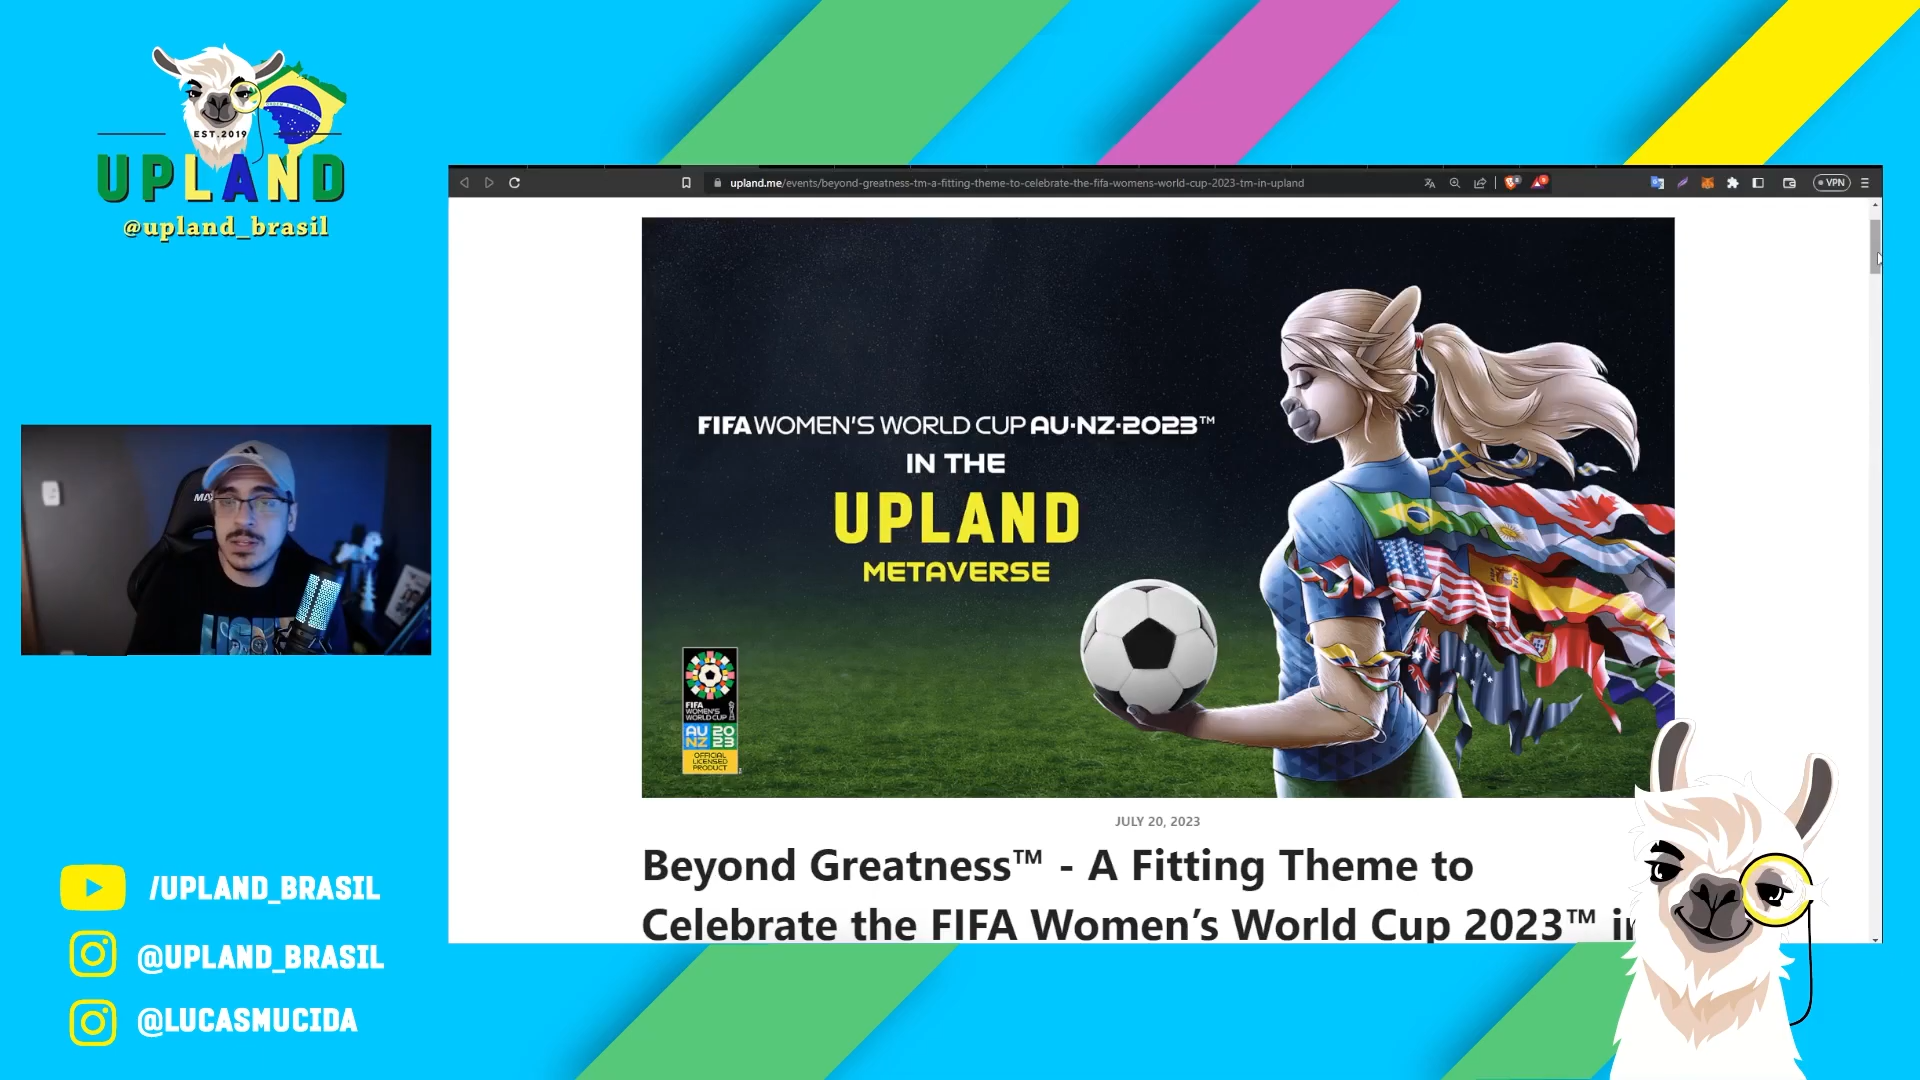 EST.2019
UPLAND
@upland_brasil
upland.me/events/beyond-greatness-tm-a-fitting-theme-to-celebrate-the-fifa-womens-world-cup-2023-tm-in-upland
VPN
FIFA WOMEN'S WORLD CUP AU·NZ·2023™
IN THE
UPLAND
METAVERSE
FIFA
WOMEN'S
WORLD CUP
AU 20
NZ 23
OFFICIAL
LICENSED
PRODUCT
JULY 20, 2023
Beyond Greatness™ - A Fitting Theme to
Celebrate the FIFA Women’s World Cup 2023™ in
/UPLAND_BRASIL
@UPLAND_BRASIL
@LUCASMUCIDA